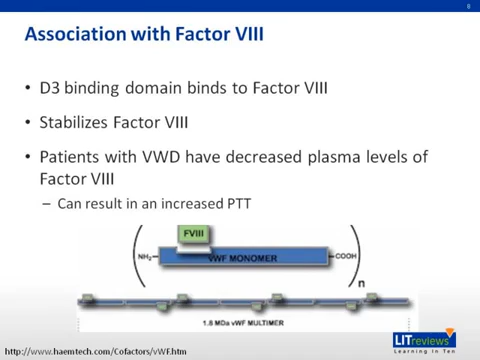 8
Association with Factor VIII
• D3 binding domain binds to Factor VIII
• Stabilizes Factor VIII
• Patients with VWD have decreased plasma levels of
Factor VIII
– Can result in an increased PTT
FVIII
NH₂ VWF MONOMER COOH
n
1.8 MDa vWF MULTIMER
http://www.haemtech.com/Cofactors/vWF.htm
LITreviews
Learning in Ten